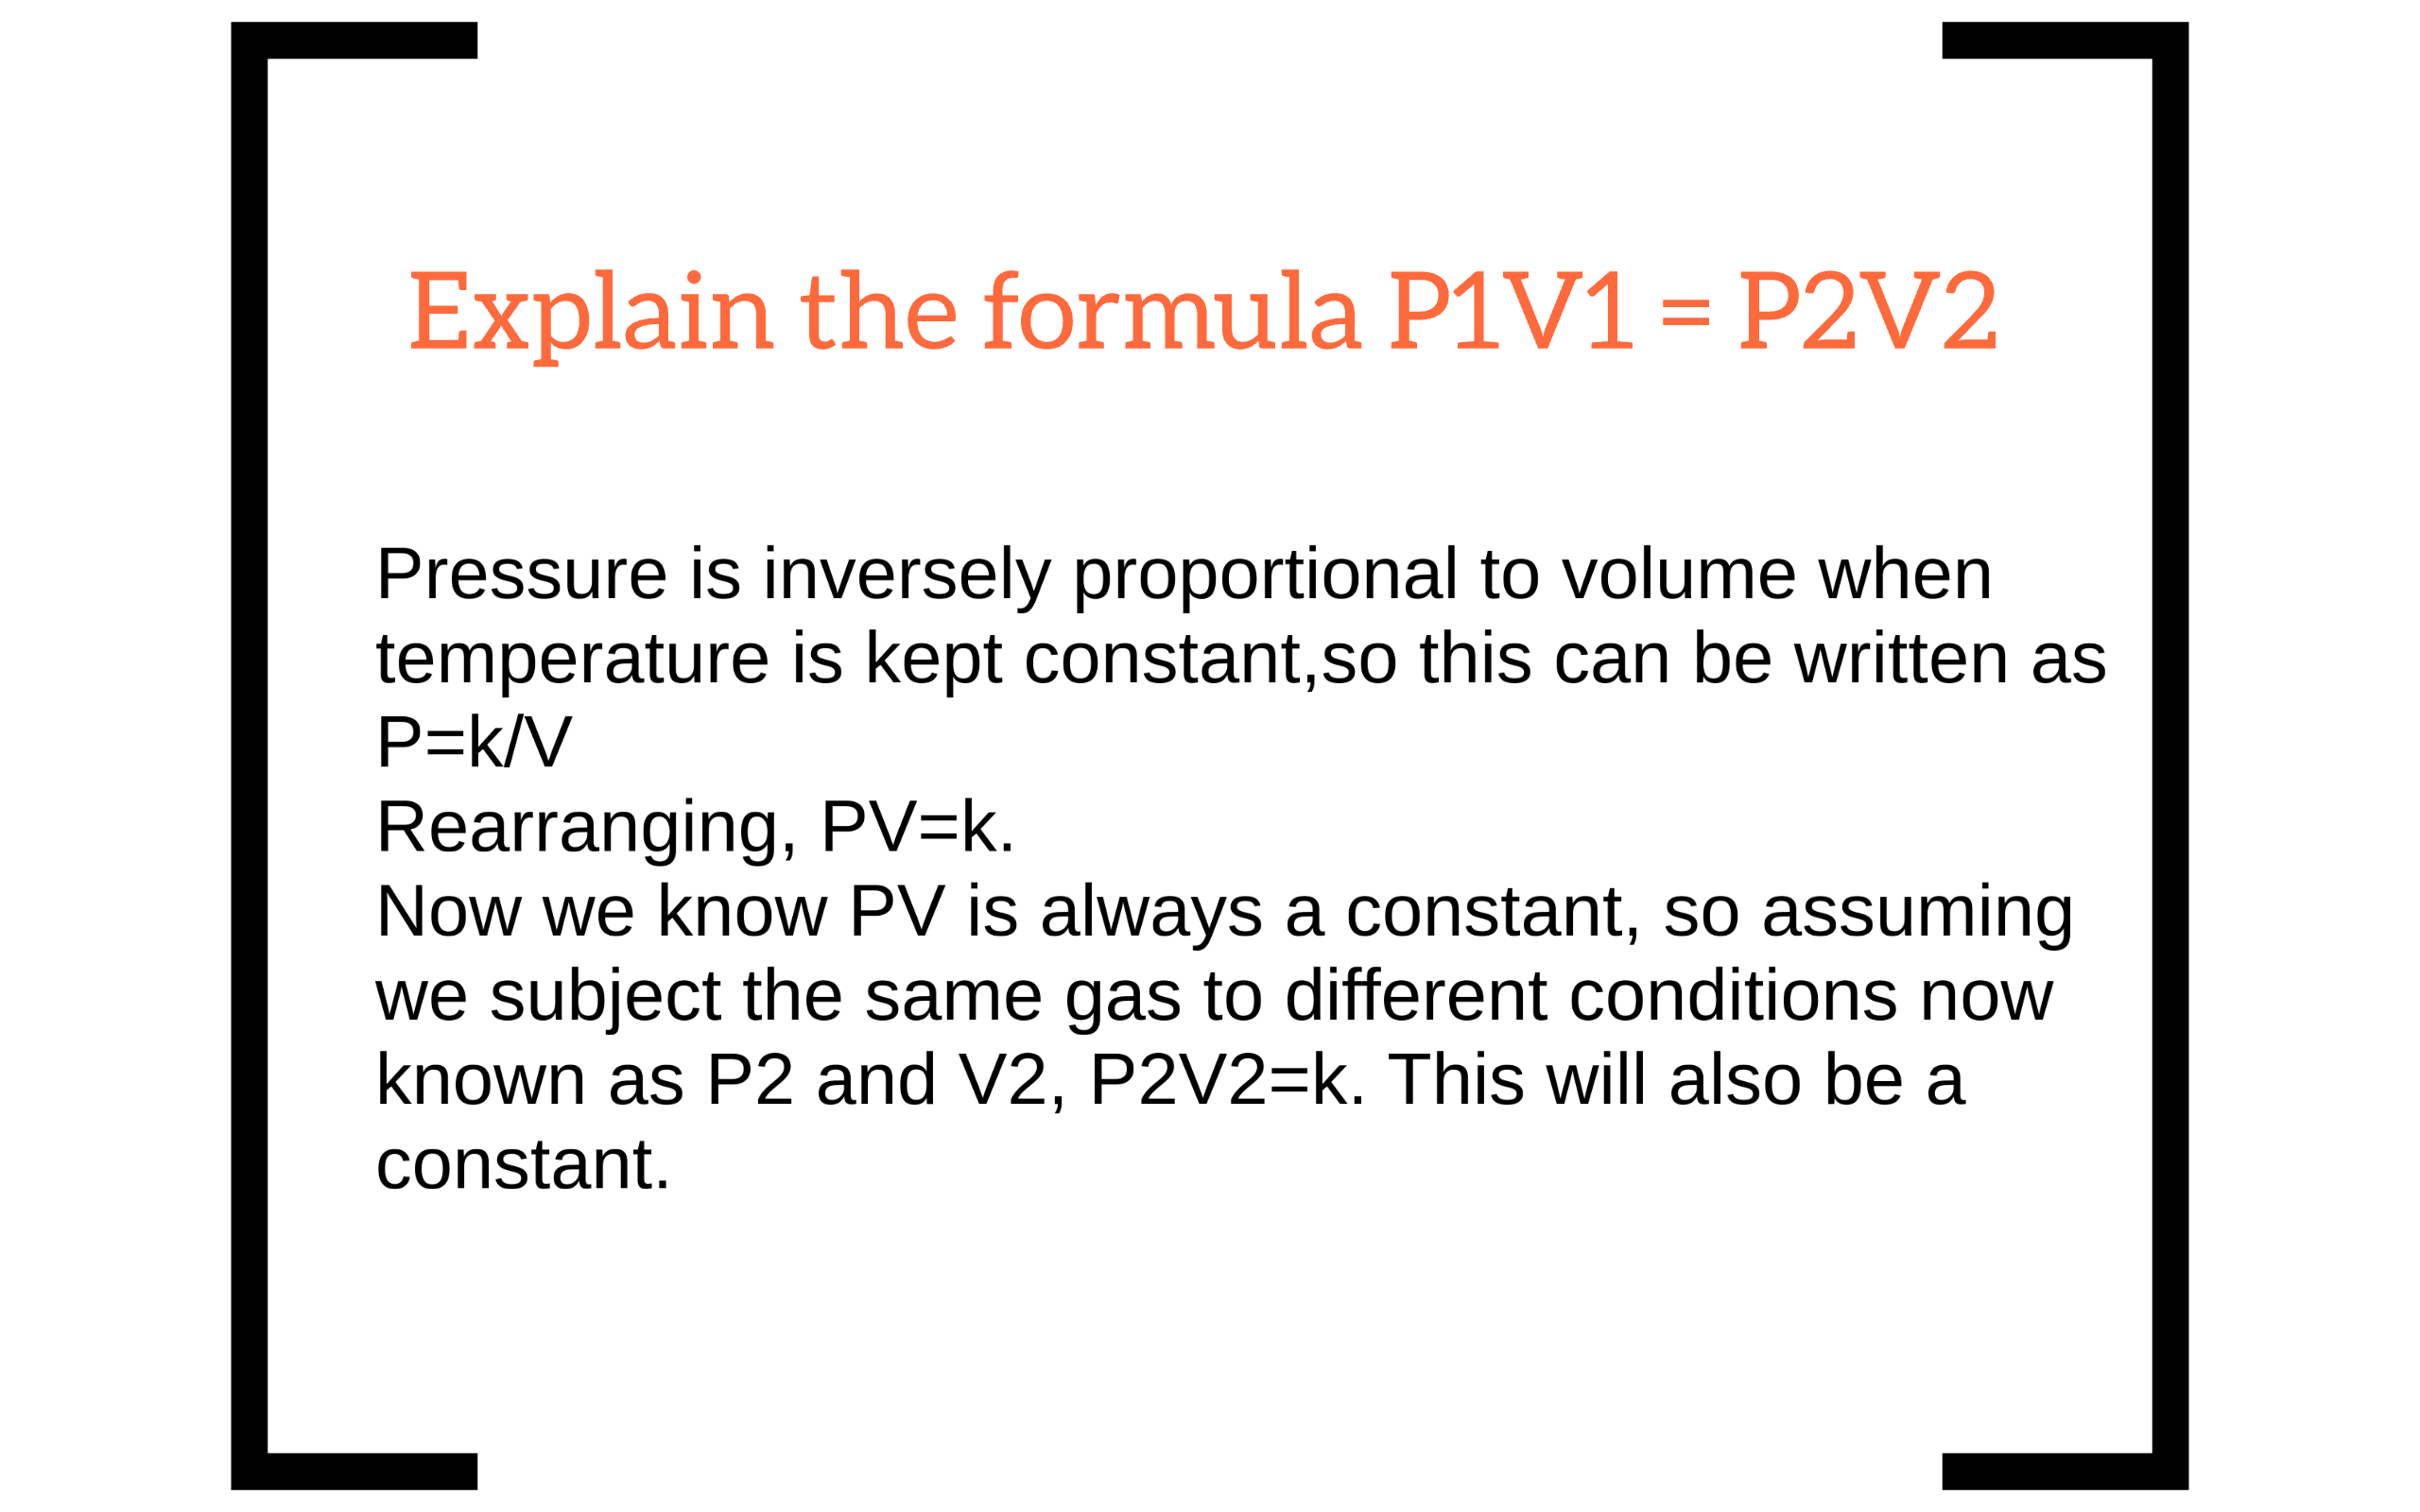 Explain the formula P1V1 = P2V2
Pressure is inversely proportional to volume when
temperature is kept constant,so this can be written as
P=k/V
Rearranging, PV=k.
Now we know PV is always a constant, so assuming
we subject the same gas to different conditions now
known as P2 and V2, P2V2=k. This will also be a
constant.